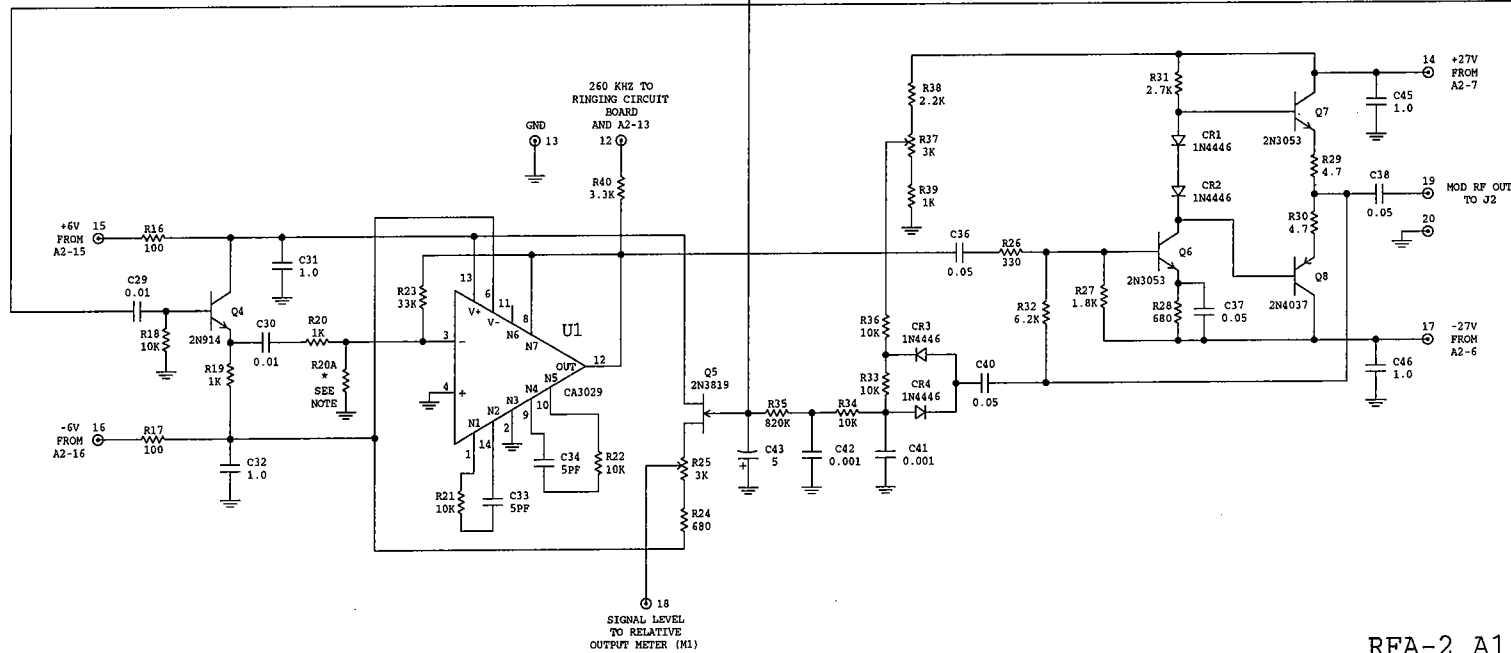 260 KHZ TO
RINGING CIRCUIT
BOARD
AND A2-13
12
GND
13
R40
3.3K
+6V
FROM
A2-15
15
R16
100
C29
0.01
R18
10K
Q4
2N914
C31
1.0
C30
0.01
R19
1K
R20
1K
R20A
*
SEE
NOTE
-6V
FROM
A2-16
16
R17
100
C32
1.0
R23
33K
13
6
11
8
V+
V-
N6
N7
U1
3
-
4
+
OUT
12
CA3029
N1
N2
N3
N4
N5
1
14
2
9
10
R21
10K
C33
5PF
C34
5PF
R22
10K
Q5
2N3819
R25
3K
R24
680
18
SIGNAL LEVEL
TO RELATIVE
OUTPUT METER (M1)
R38
2.2K
R37
3K
R39
1K
R36
10K
R33
10K
CR3
1N4446
CR4
1N4446
C40
0.05
R35
820K
R34
10K
C43
5
+
C42
0.001
C41
0.001
C36
0.05
R26
330
R32
6.2K
R27
1.8K
R31
2.7K
CR1
1N4446
CR2
1N4446
Q6
2N3053
R28
680
C37
0.05
Q7
2N3053
R29
4.7
R30
4.7
Q8
2N4037
C45
1.0
14
+27V
FROM
A2-7
C38
0.05
19
MOD RF OUT
TO J2
20
17
-27V
FROM
A2-6
C46
1.0
RFA-2 A1